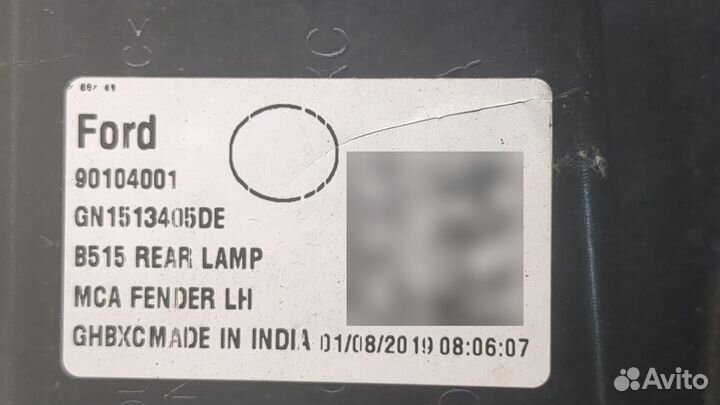 Ford
90104001
GN1513405DE
B515 REAR LAMP
MCA FENDER LH
GHBXCMADE IN INDIA 01/08/2019 08:06:07
Avito